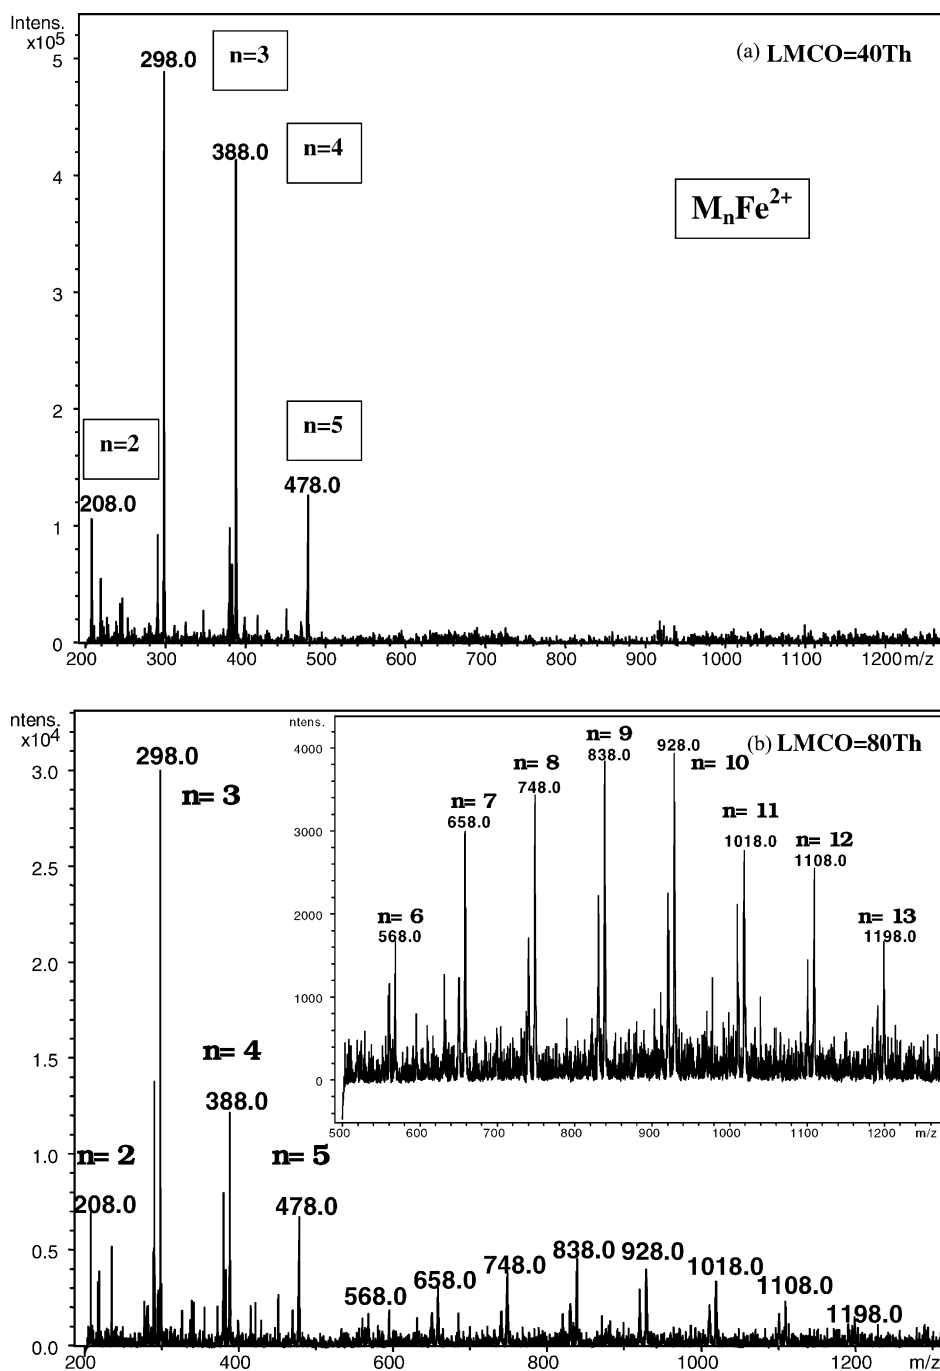 Intens.
x10⁵
(a) LMCO=40Th
298.0
n=3
5
388.0
n=4
4
MₙFe²⁺
3
2
n=5
n=2
478.0
208.0
1
0
200 300 400 500 600 700 800 900 1000 1100 1200 m/z
ntens.
x10⁴
(b) LMCO=80Th
298.0
n= 3
3.0
2.5
2.0
1.5
n= 4
388.0
1.0
n= 2
n= 5
208.0
478.0
0.5
568.0
658.0
748.0
838.0
928.0
1018.0
1108.0
1198.0
0.0
200 400 600 800 1000 1200 m/z
ntens.
4000
n= 9
838.0
928.0
n= 10
n= 8
748.0
n= 7
658.0
3000
n= 11
1018.0
n= 12
1108.0
2000
n= 6
568.0
n= 13
1198.0
1000
0
500 600 700 800 900 1000 1100 1200 m/z